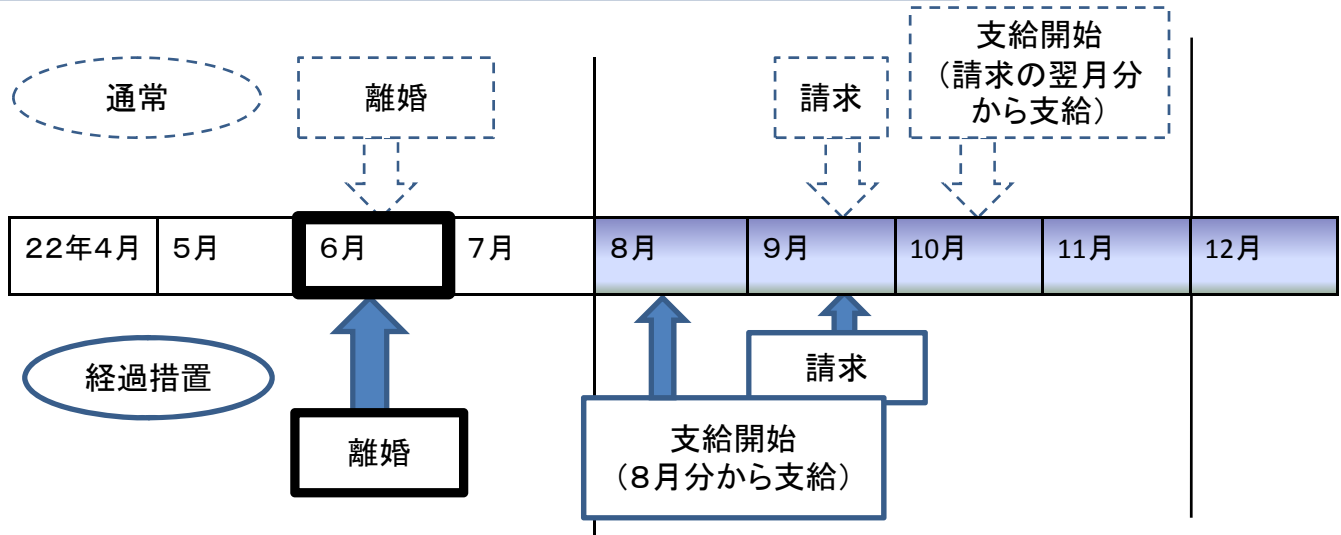 通常
離婚
請求
支給開始
(請求の翌月分
から支給)
22年4月
5月
6月
7月
8月
9月
10月
11月
12月
経過措置
離婚
請求
支給開始
(8月分から支給)